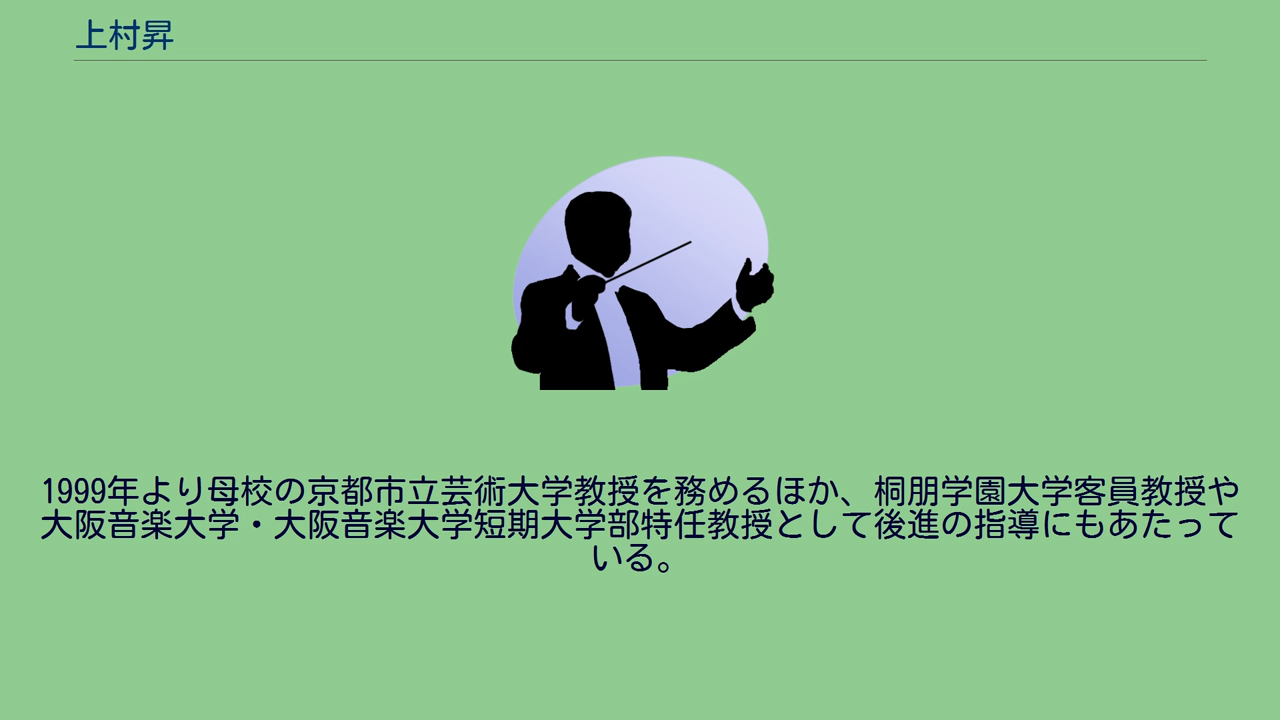 上村昇
1999年より母校の京都市立芸術大学教授を務めるほか、桐朋学園大学客員教授や
大阪音楽大学・大阪音楽大学短期大学部特任教授として後進の指導にもあたって
いる。